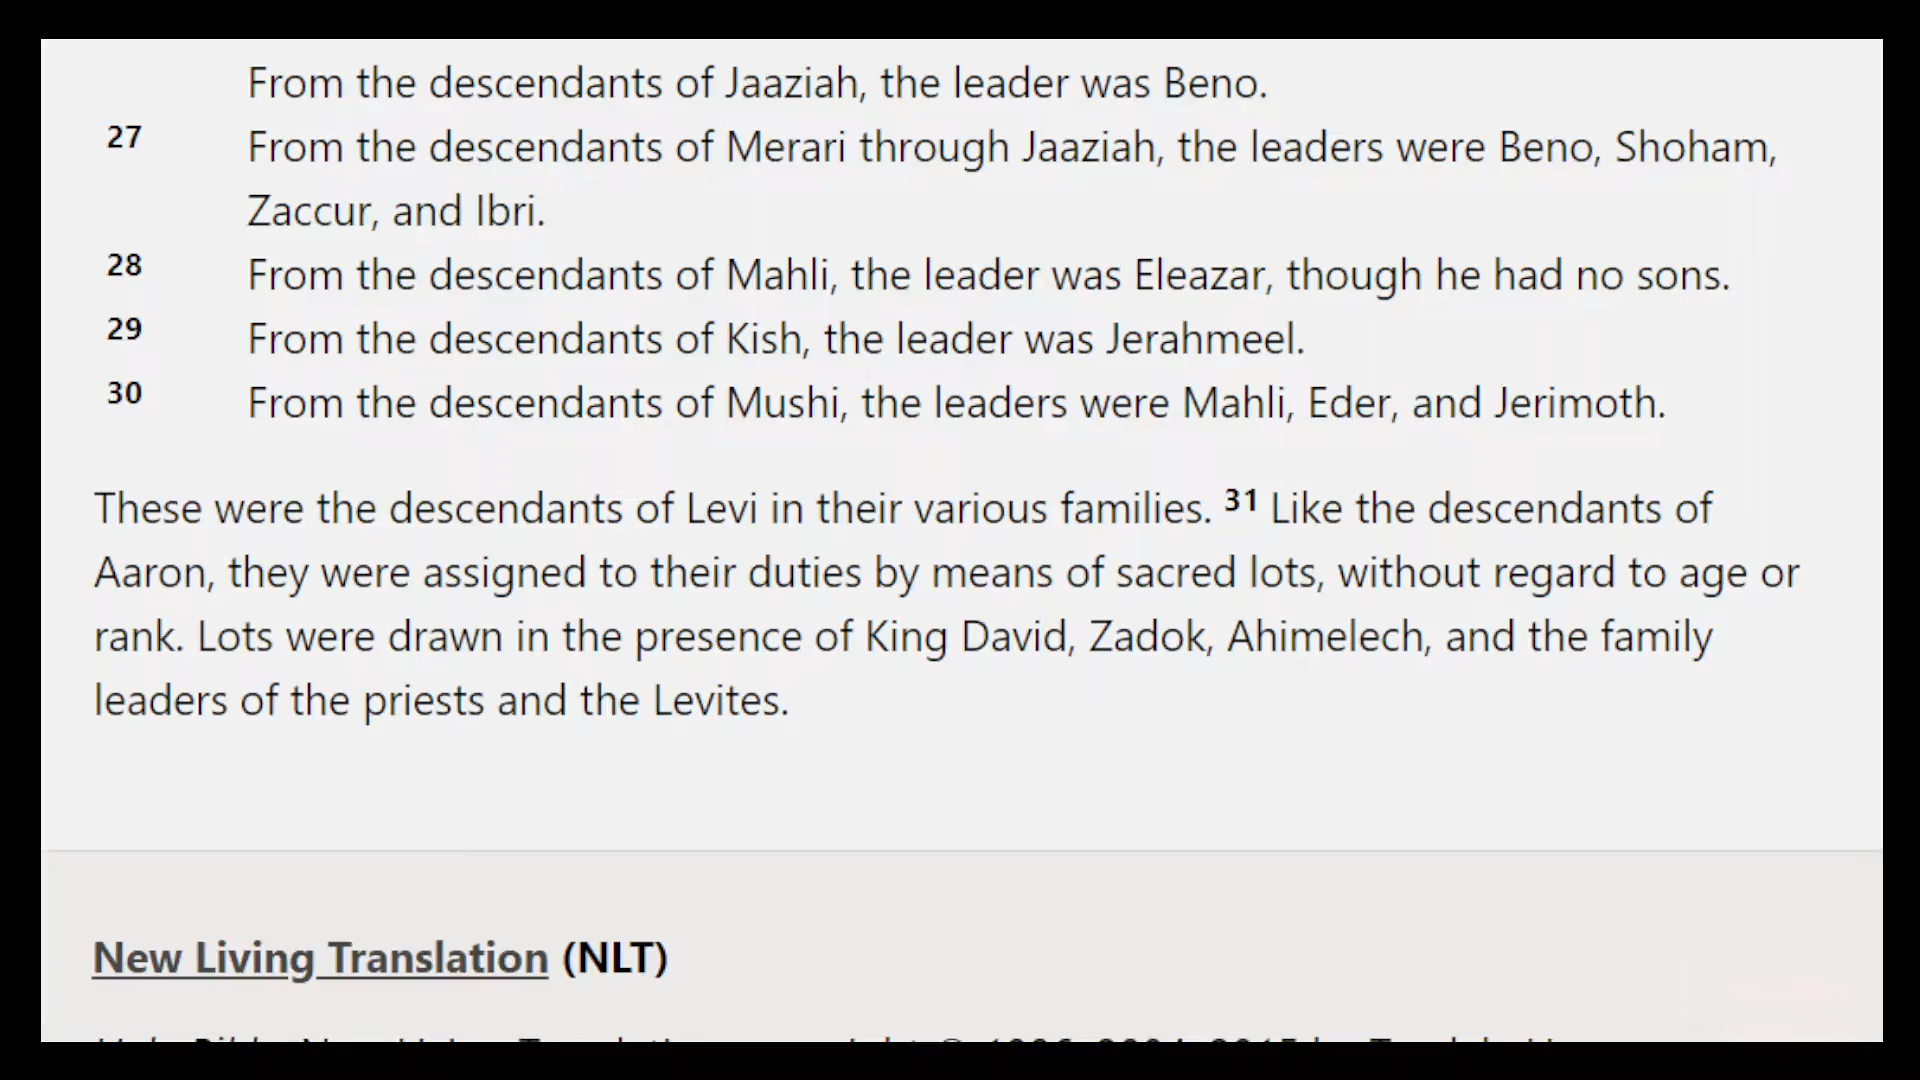 From the descendants of Jaaziah, the leader was Beno.
27 From the descendants of Merari through Jaaziah, the leaders were Beno, Shoham,
Zaccur, and Ibri.
28 From the descendants of Mahli, the leader was Eleazar, though he had no sons.
29 From the descendants of Kish, the leader was Jerahmeel.
30 From the descendants of Mushi, the leaders were Mahli, Eder, and Jerimoth.
These were the descendants of Levi in their various families. 31 Like the descendants of
Aaron, they were assigned to their duties by means of sacred lots, without regard to age or
rank. Lots were drawn in the presence of King David, Zadok, Ahimelech, and the family
leaders of the priests and the Levites.
New Living Translation (NLT)